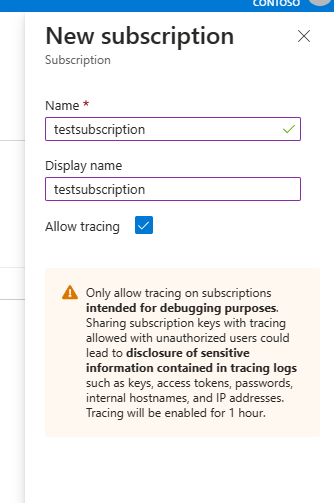 CONTOSO
New subscription
Subscription
Name *
testsubscription
Display name
testsubscription
Allow tracing
Only allow tracing on subscriptions
intended for debugging purposes.
Sharing subscription keys with tracing
allowed with unauthorized users could
lead to disclosure of sensitive
information contained in tracing logs
such as keys, access tokens, passwords,
internal hostnames, and IP addresses.
Tracing will be enabled for 1 hour.